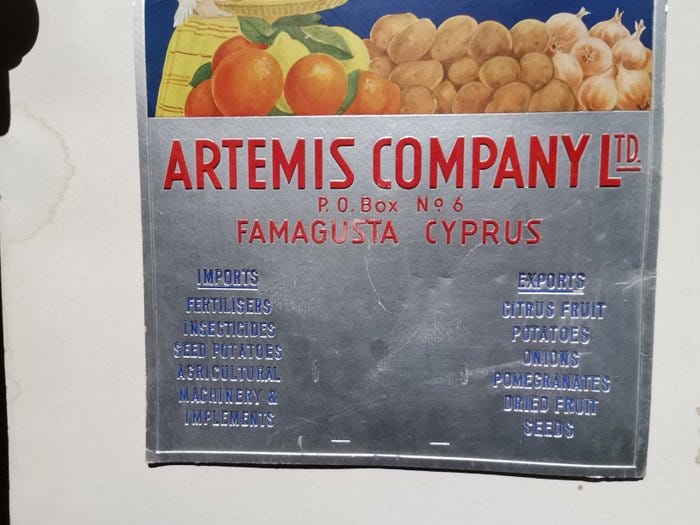 ARTEMIS COMPANY LTD.
P.O. Box Nº 6
FAMAGUSTA CYPRUS
IMPORTS
FERTILISERS
INSECTICIDES
SEED POTATOES
AGRICULTURAL
MACHINERY &
IMPLEMENTS
EXPORTS
CITRUS FRUIT
POTATOES
ONIONS
POMEGRANATES
DRIED FRUIT
SEEDS